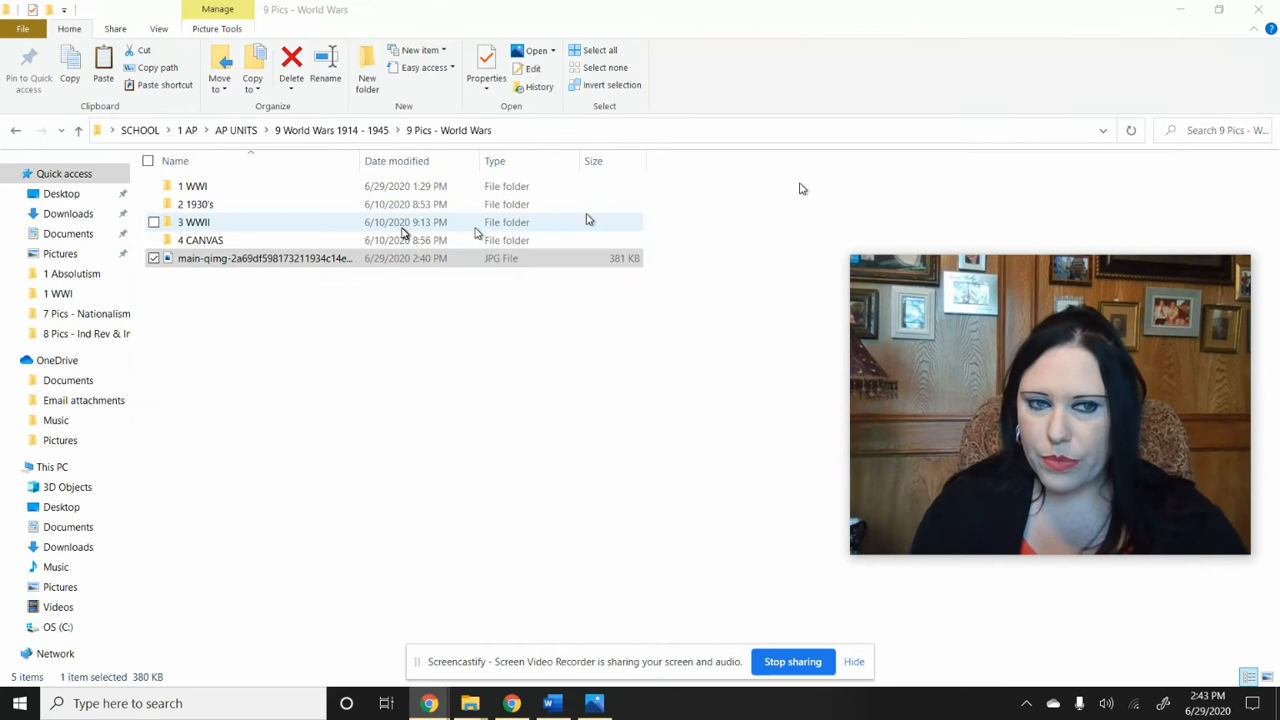 Manage
9 Pics - World Wars
File
Home
Share
View
Picture Tools
Pin to Quick access
Copy
Paste
Cut
Copy path
Paste shortcut
Clipboard
Move to
Copy to
Delete
Rename
Organize
New folder
New item
Easy access
New
Properties
Open
Edit
History
Open
Select all
Select none
Invert selection
Select
SCHOOL > 1 AP > AP UNITS > 9 World Wars 1914 - 1945 > 9 Pics - World Wars
Search 9 Pics - W...
Name Date modified Type Size
1 WWI 6/29/2020 1:29 PM File folder
2 1930's 6/10/2020 8:53 PM File folder
3 WWII 6/10/2020 9:13 PM File folder
4 CANVAS 6/10/2020 8:56 PM File folder
main-qimg-2a69df598173211934c14e... 6/29/2020 2:40 PM JPG File 381 KB
Quick access
Desktop
Downloads
Documents
Pictures
1 Absolutism
1 WWI
7 Pics - Nationalism
8 Pics - Ind Rev & Ir
OneDrive
Documents
Email attachments
Music
Pictures
This PC
3D Objects
Desktop
Documents
Downloads
Music
Pictures
Videos
OS (C:)
Network
5 items 1 item selected 380 KB
Screencastify - Screen Video Recorder is sharing your screen and audio.
Stop sharing
Hide
Type here to search
2:43 PM
6/29/2020